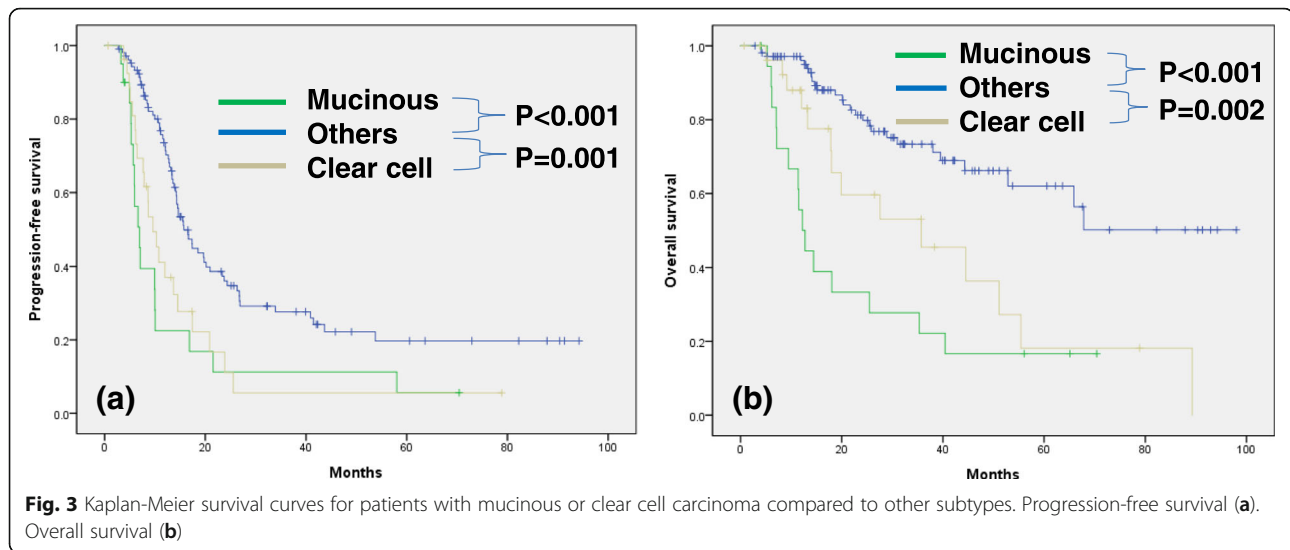 1.0
0.8
0.6
0.4
0.2
0.0
Progression-free survival
Mucinous
Others
Clear cell
P<0.001
P=0.001
(a)
0 20 40 60 80 100
Months
1.0
0.8
0.6
0.4
0.2
0.0
Overall survival
Mucinous
Others
Clear cell
P<0.001
P=0.002
(b)
0 20 40 60 80 100
Months
Fig. 3 Kaplan-Meier survival curves for patients with mucinous or clear cell carcinoma compared to other subtypes. Progression-free survival (a).
Overall survival (b)